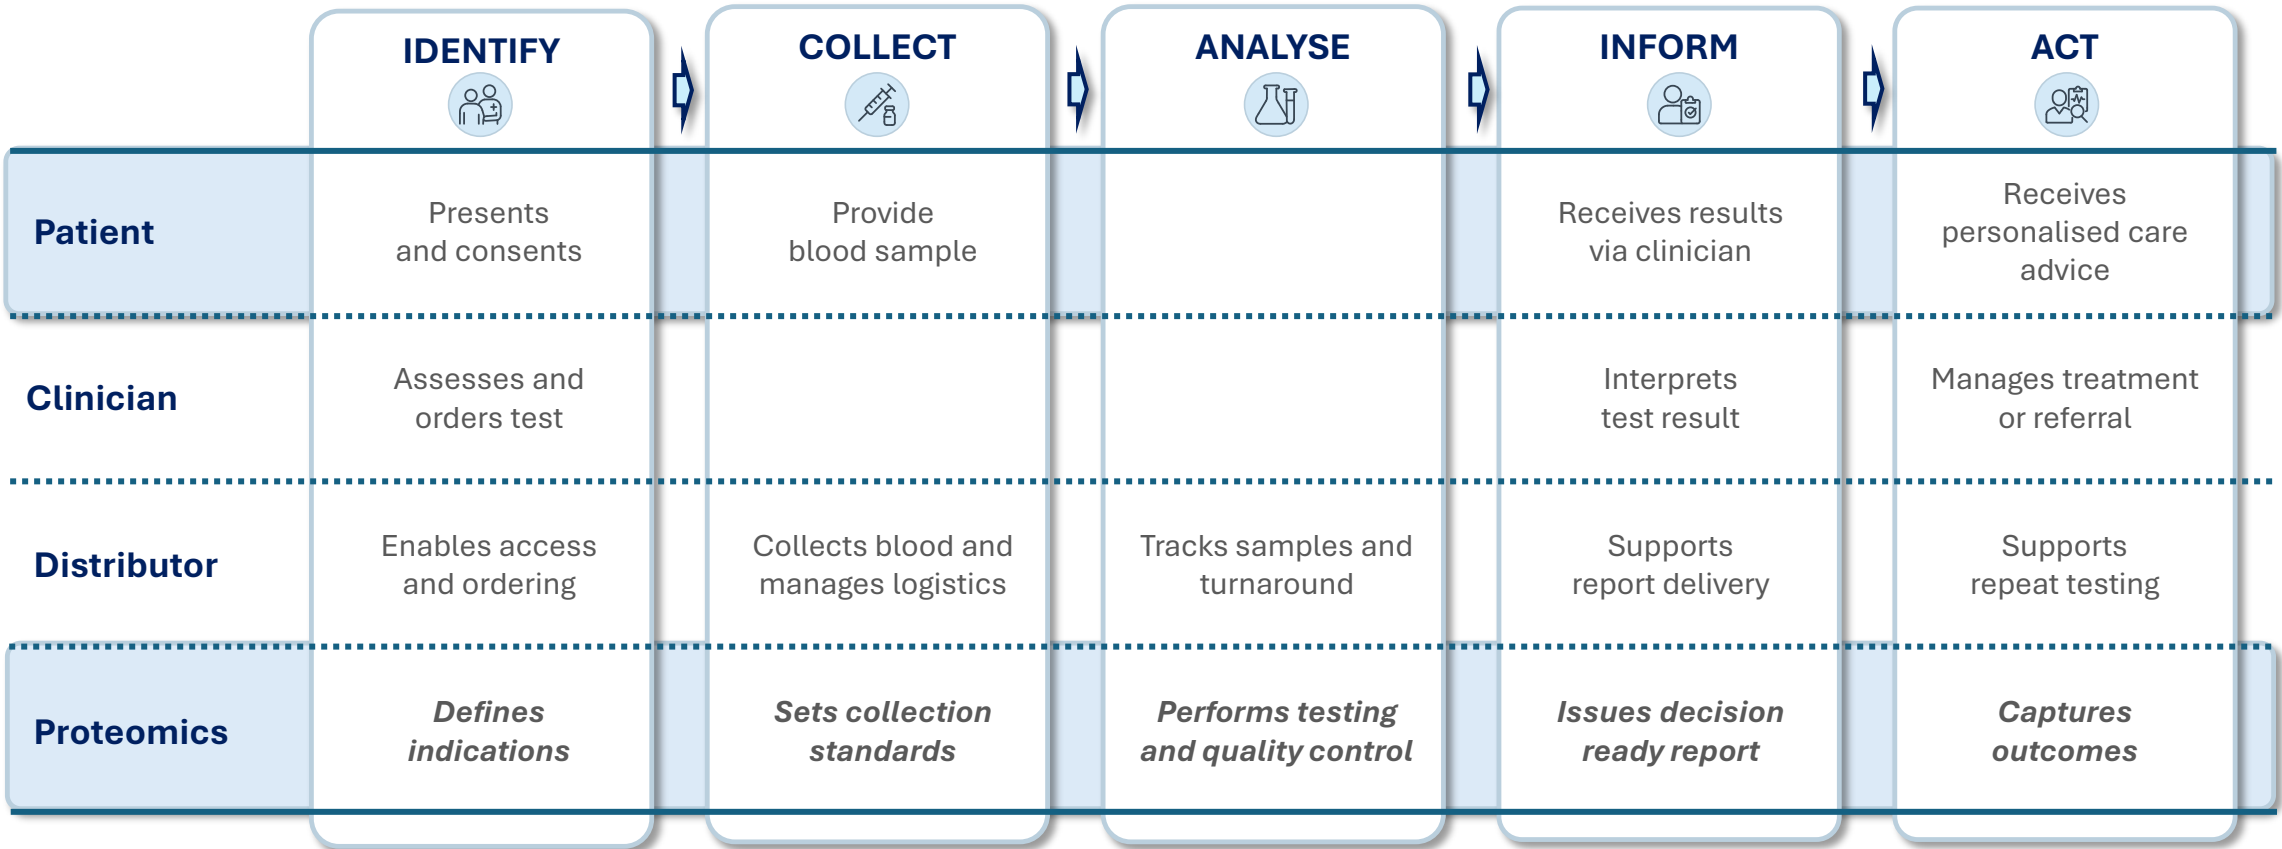 IDENTIFY
COLLECT
ANALYSE
INFORM
ACT
Patient
Presents
and consents
Provide
blood sample
Receives results
via clinician
Receives
personalised care
advice
Clinician
Assesses and
orders test
Interprets
test result
Manages treatment
or referral
Distributor
Enables access
and ordering
Collects blood and
manages logistics
Tracks samples and
turnaround
Supports
report delivery
Supports
repeat testing
Proteomics
Defines
indications
Sets collection
standards
Performs testing
and quality control
Issues decision
ready report
Captures
outcomes